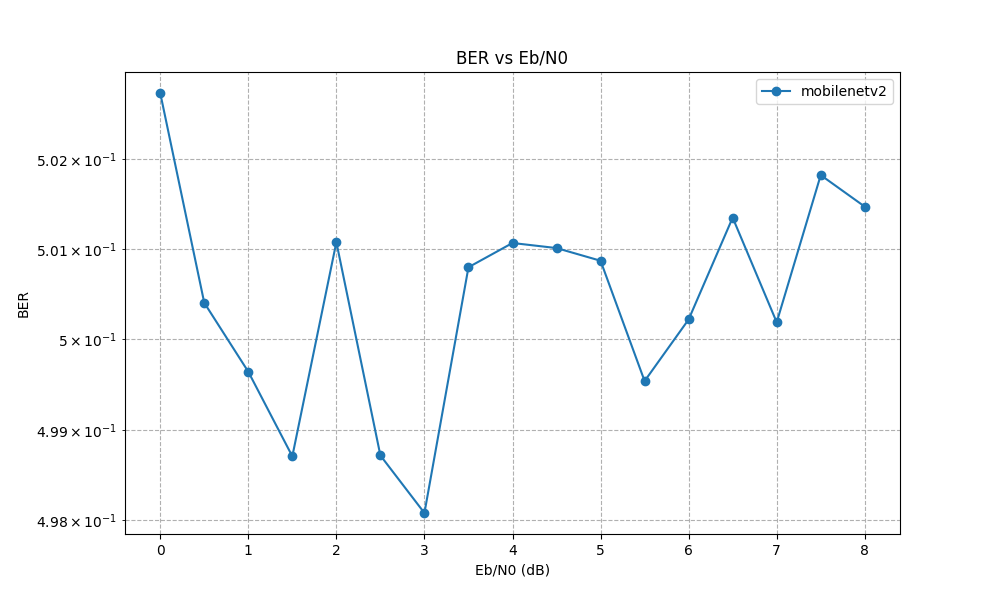 BER vs Eb/N0
mobilenetv2
5.02 × 10⁻¹
5.01 × 10⁻¹
5 × 10⁻¹
4.99 × 10⁻¹
4.98 × 10⁻¹
BER
0 1 2 3 4 5 6 7 8
Eb/N0 (dB)